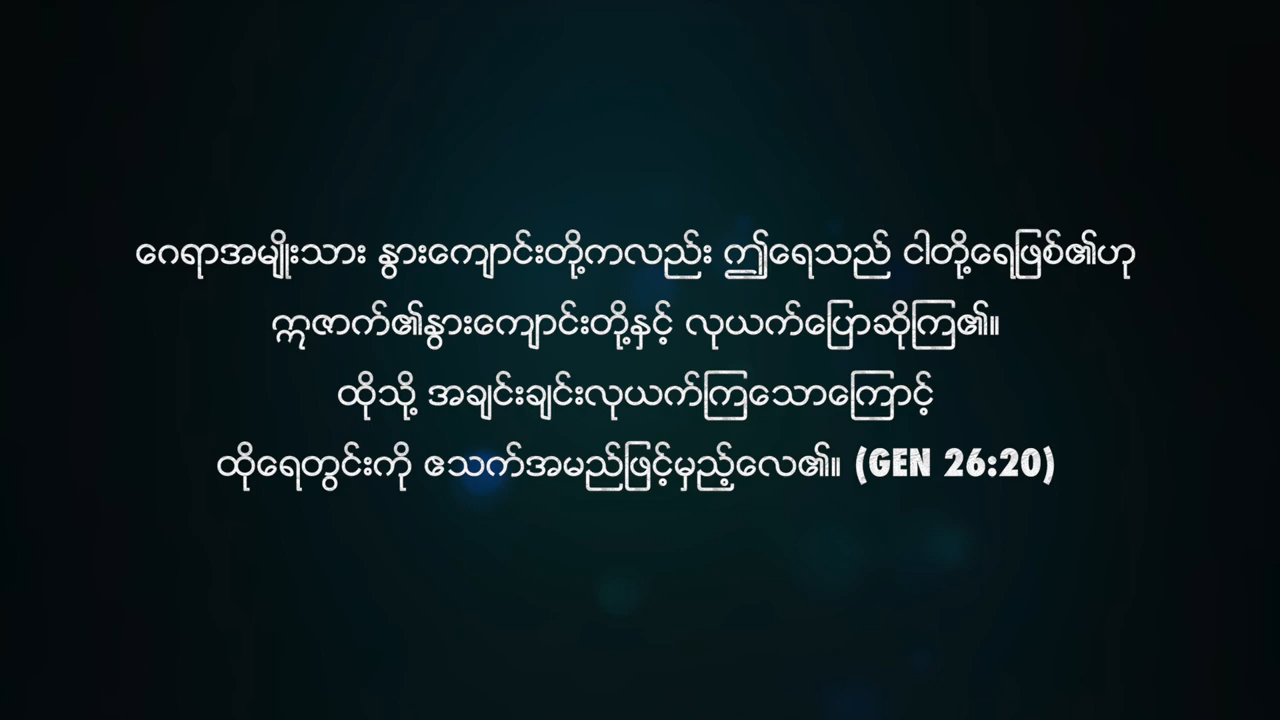 ဂေရာအမျိုးသား နွားကျောင်းတို့ကလည်း ဤရေသည် ငါတို့ရေဖြစ်၏ဟု
ဣဇာက်၏နွားကျောင်းတို့နှင့် လုယက်ပြောဆိုကြ၏။
ထိုသို့ အချင်းချင်းလုယက်ကြသောကြောင့်
ထိုရေတွင်းကို ဧသက်အမည်ဖြင့်မှည့်လေ၏။ (GEN 26:20)